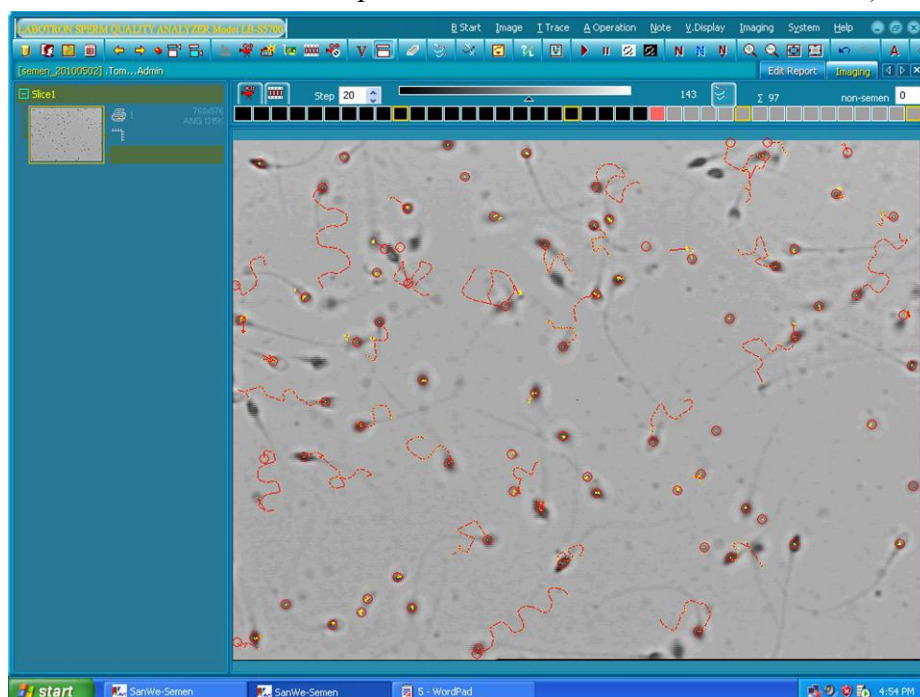 LABOTRON SPERM QUALITY ANALYZER Model LB-S5700
B Start Image T Trace A Operation Note V.Display Imaging System Help
[semen_20100502] .Tom...Admin
Edit Report Imaging
Slice1
768x576
Step 20
143
Σ 97
non-semen 0
start
SanWe-Semen
SanWe-Semen
5 - WordPad
4:54 PM